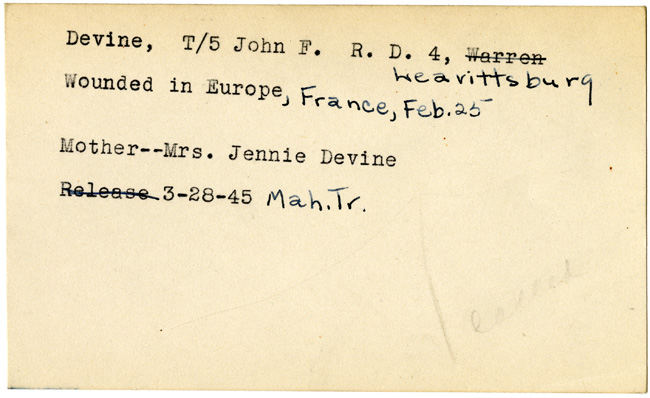 Devine, T/5 John F. R. D. 4, Warren
Leavittsburg
Wounded in Europe, France, Feb. 25
Mother--Mrs. Jennie Devine
Release 3-28-45 Mah. Tr.